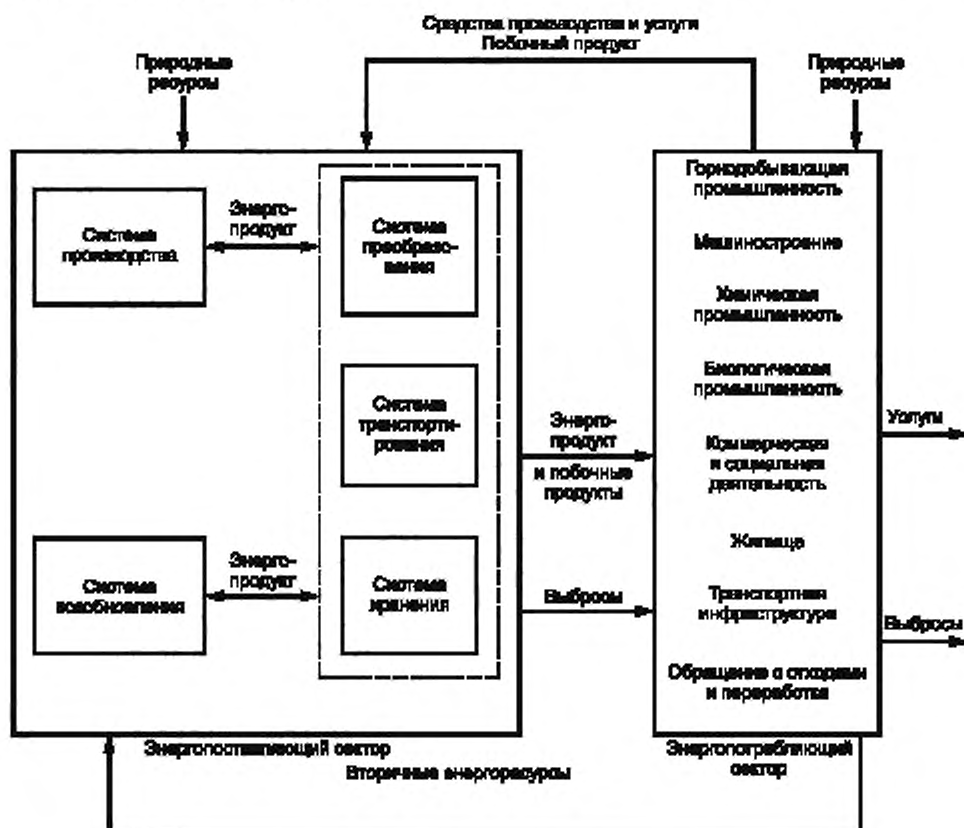 Средства производства и услуги
Побочный продукт
Природные
ресурсы
Природные
ресурсы
Система
производства
Энерго-
продукт
Система
преобразо-
вания
Система
транспорти-
рования
Система
возобновления
Энерго-
продукт
Система
хранения
Энергопоставляющий сектор
Энерго-
продукт
и побочные
продукты
Выбросы
Горнодобывающая
промышленность
Машиностроение
Химическая
промышленность
Биологическая
промышленность
Коммерческая
и социальная
деятельность
Жилище
Транспортная
инфраструктура
Обращение с отходами
и переработка
Энергопотребляющий
сектор
Услуги
Выбросы
Вторичные энергоресурсы